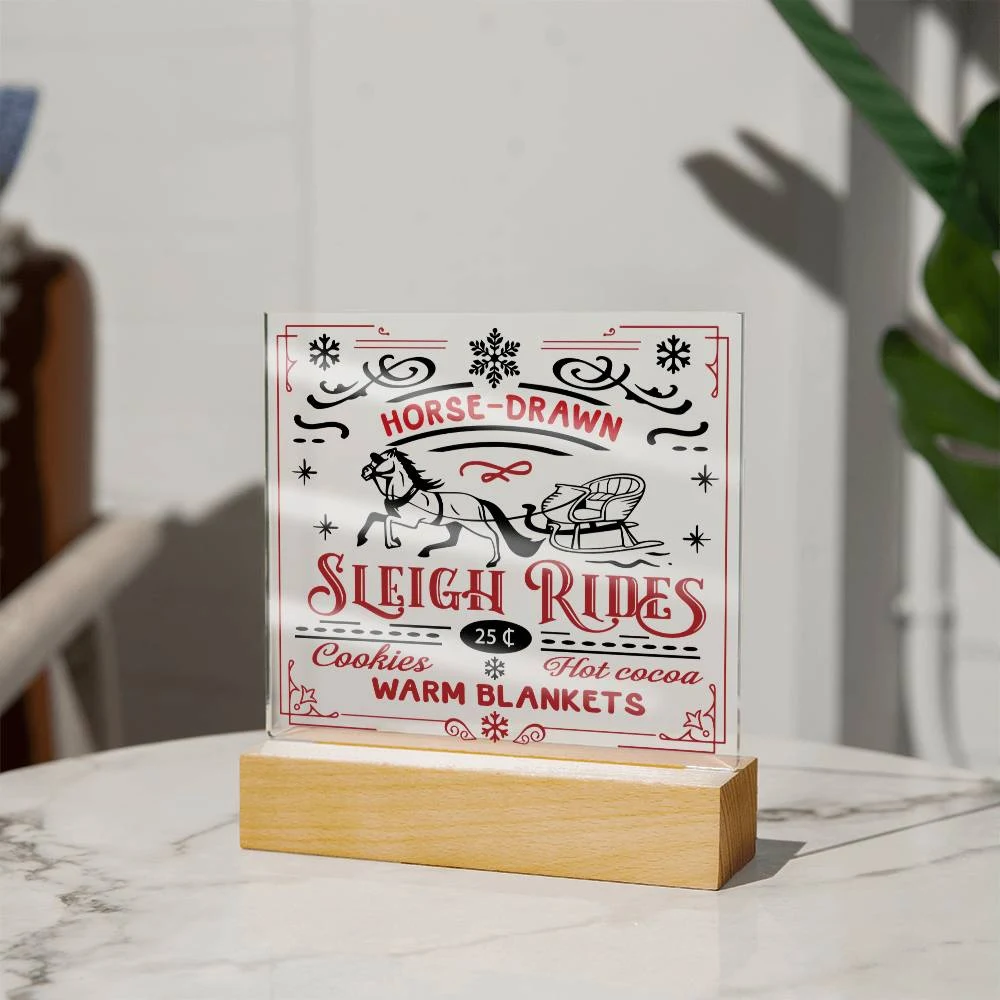 HORSE-DRAWN
SLEIGH RIDES
25 ¢
Cookies
Hot cocoa
WARM BLANKETS